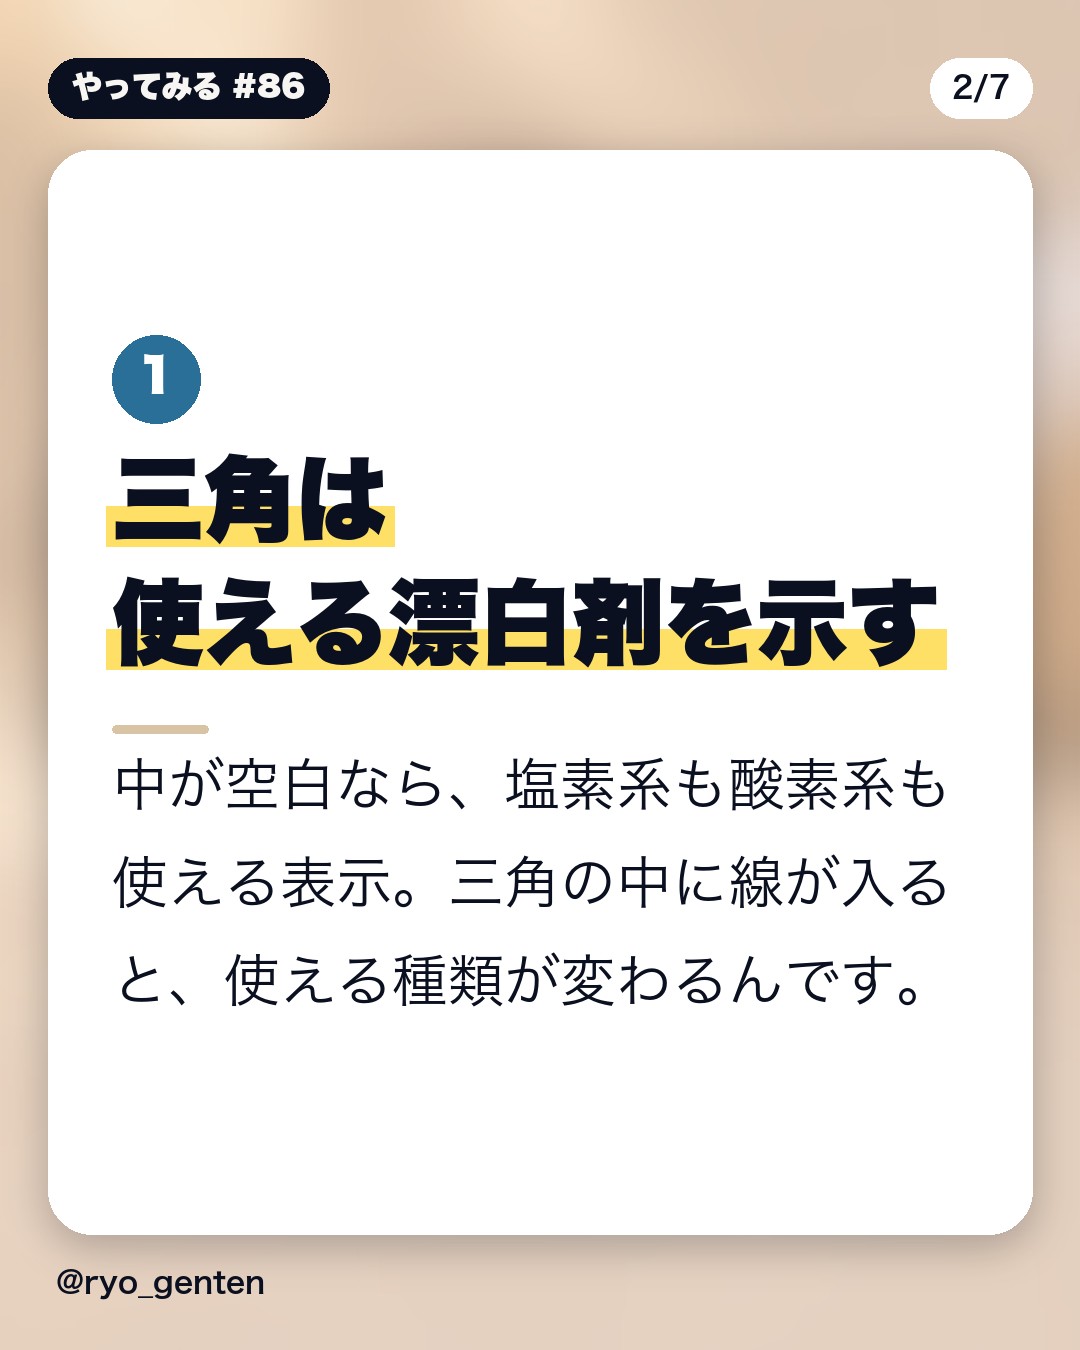 やってみる #86
2/7
1
三角は
使える漂白剤を示す
中が空白なら、塩素系も酸素系も
使える表示。三角の中に線が入る
と、使える種類が変わるんです。
@ryo_genten